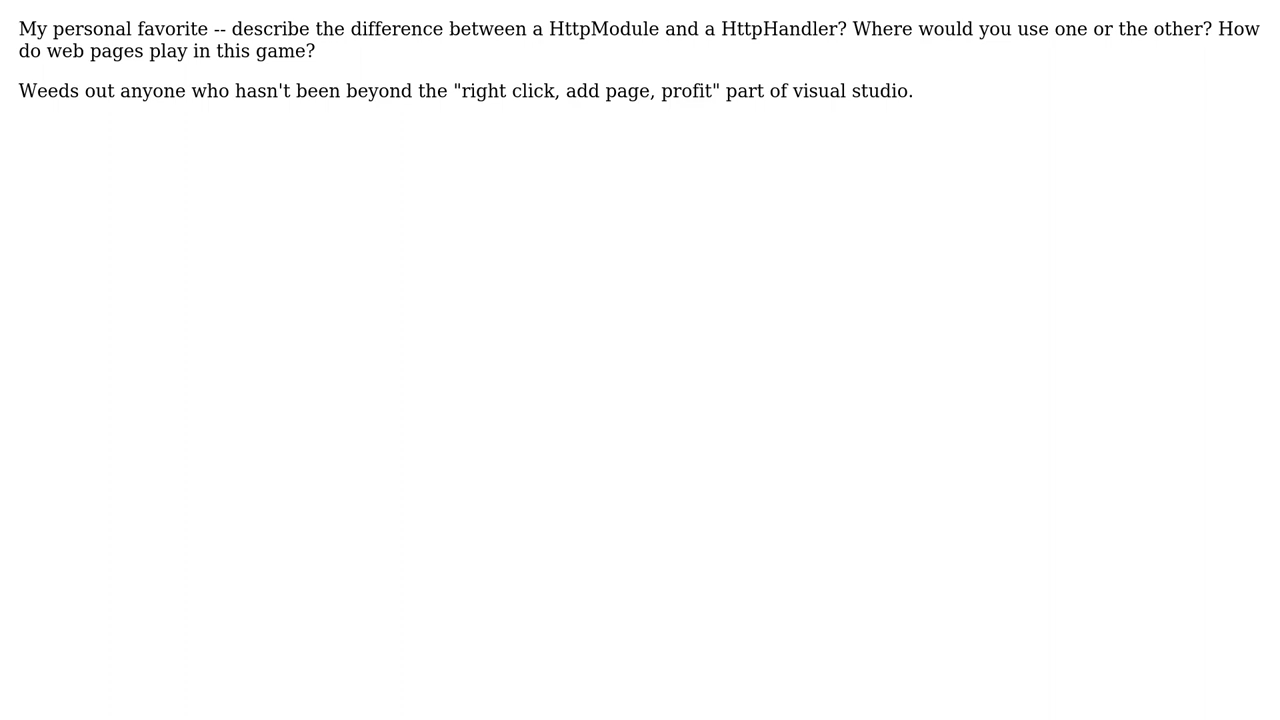 My personal favorite -- describe the difference between a HttpModule and a HttpHandler? Where would you use one or the other? How
do web pages play in this game?
Weeds out anyone who hasn't been beyond the "right click, add page, profit" part of visual studio.